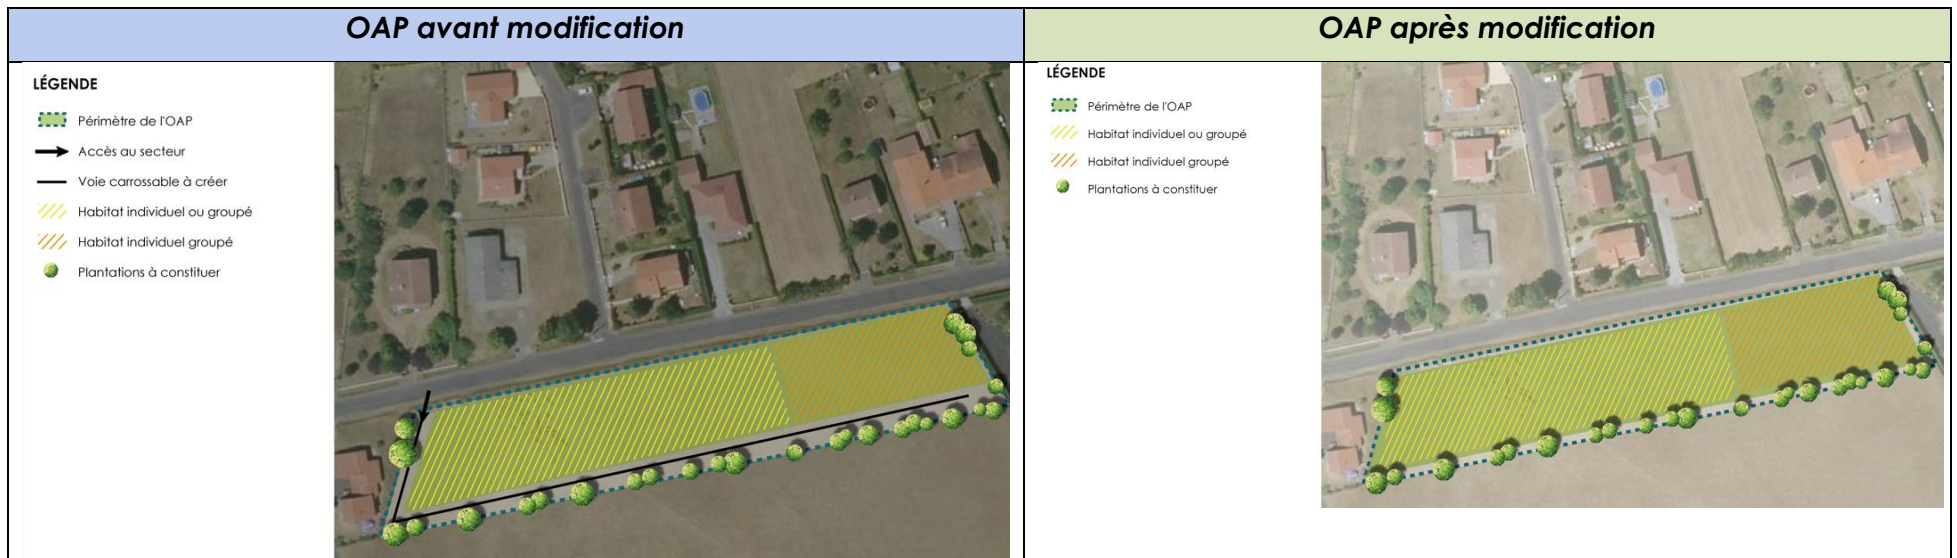 OAP avant modification
LÉGENDE
Périmètre de l'OAP
Accès au secteur
Voie carrossable à créer
Habitat individuel ou groupé
Habitat individuel groupé
Plantations à constituer
OAP après modification
LÉGENDE
Périmètre de l'OAP
Habitat individuel ou groupé
Habitat individuel groupé
Plantations à constituer